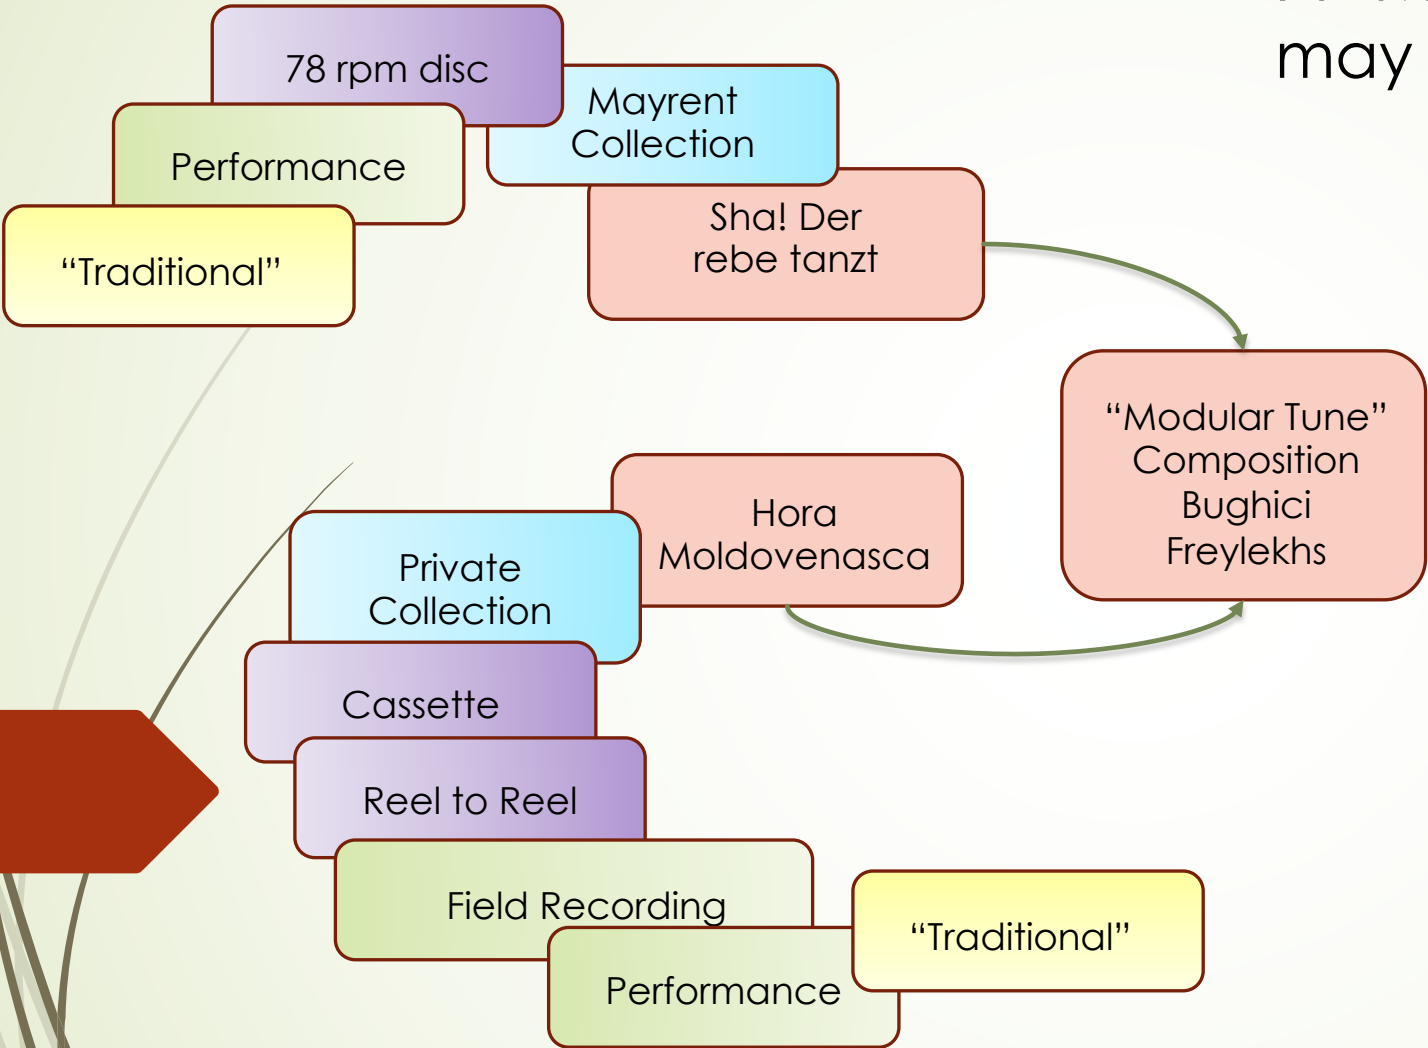 may
78 rpm disc
Mayrent
Collection
Performance
Sha! Der
rebe tanzt
“Traditional”
“Modular Tune”
Composition
Bughici
Freylekhs
Hora
Moldovenasca
Private
Collection
Cassette
Reel to Reel
Field Recording
“Traditional”
Performance